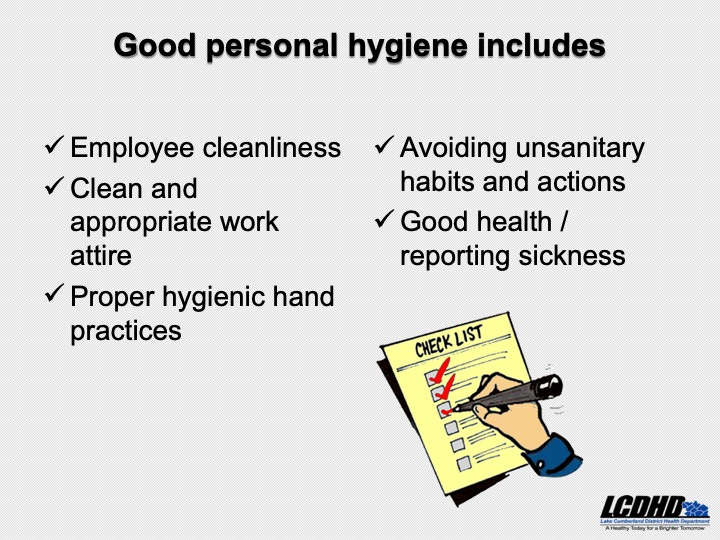 Good personal hygiene includes
✓ Employee cleanliness
✓ Clean and
appropriate work
attire
✓ Proper hygienic hand
practices
✓ Avoiding unsanitary
habits and actions
✓ Good health /
reporting sickness
CHECK LIST
LCDHD
Lake Cumberland District Health Department
A Healthy Today for a Brighter Tomorrow